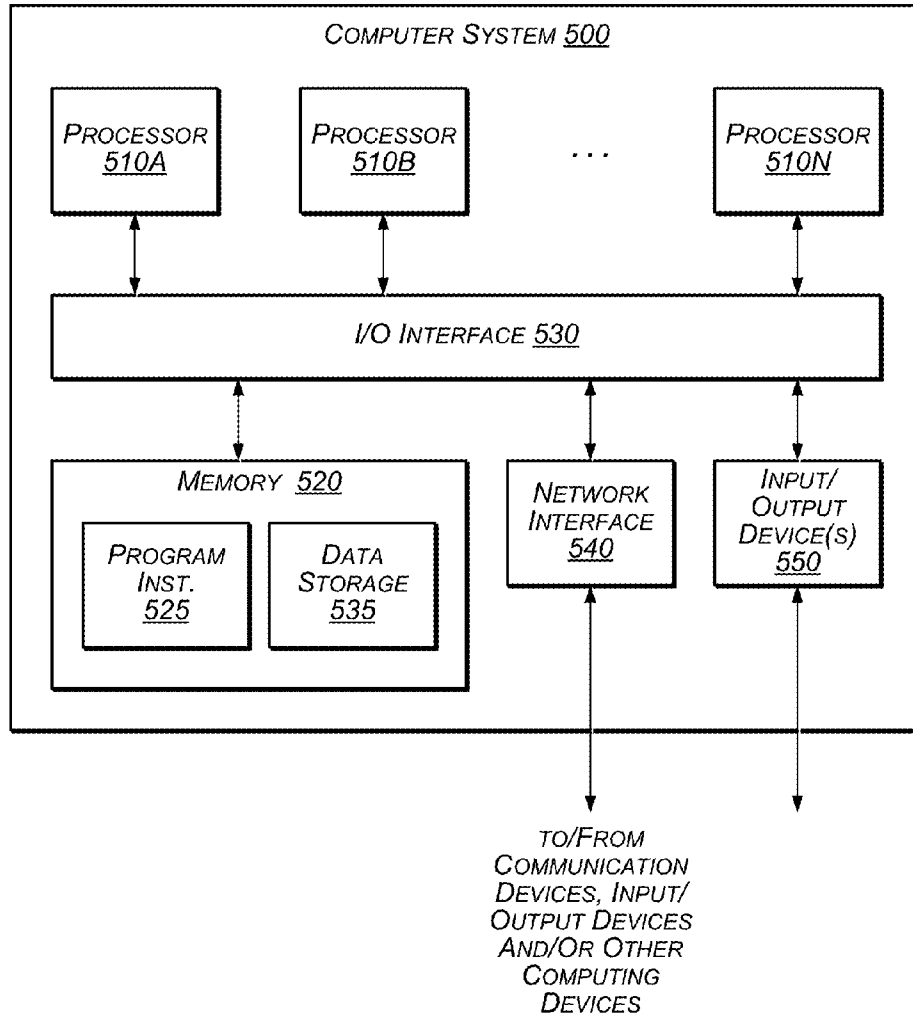 COMPUTER SYSTEM 500
PROCESSOR
510A
PROCESSOR
510B
...
PROCESSOR
510N
I/O INTERFACE 530
MEMORY 520
PROGRAM
INST.
525
DATA
STORAGE
535
NETWORK
INTERFACE
540
INPUT/
OUTPUT
DEVICE(S)
550
TO/FROM
COMMUNICATION
DEVICES, INPUT/
OUTPUT DEVICES
AND/OR OTHER
COMPUTING
DEVICES